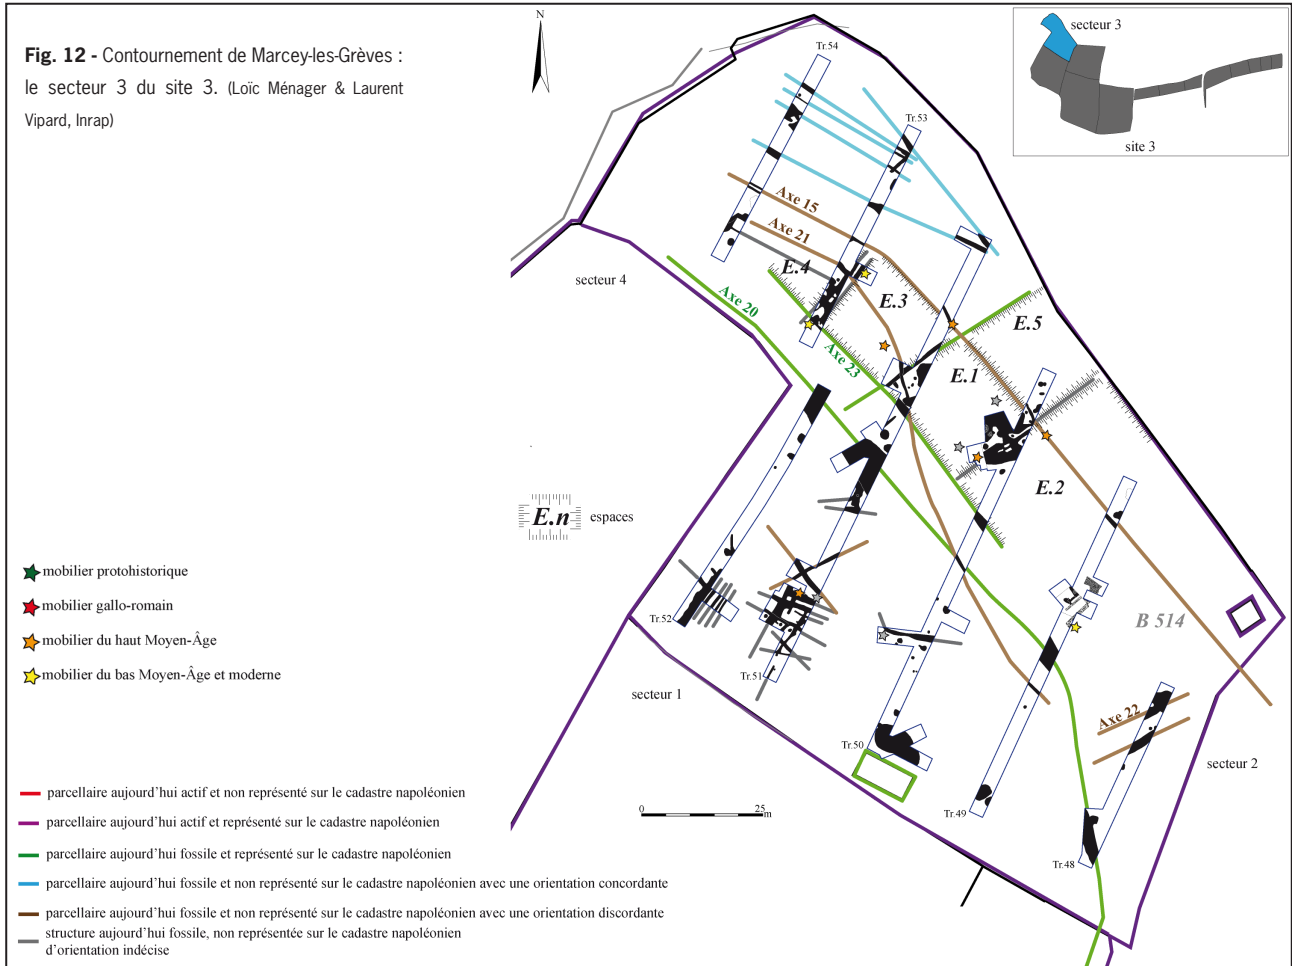 Fig. 12 - Contournement de Marcey-les-Grèves :
le secteur 3 du site 3. (Loïc Ménager & Laurent
Vipard, Inrap)
N
secteur 3
site 3
Tr.54
Tr.53
Axe 15
Axe 21
E.4
secteur 4
Axe 20
E.3
E.5
Axe 23
E.1
E.2
E.n espaces
B 514
Tr.52
Tr.51
secteur 1
Axe 22
Tr.50
secteur 2
0 25
m
Tr.49
Tr.48
mobilier protohistorique
mobilier gallo-romain
mobilier du haut Moyen-Âge
mobilier du bas Moyen-Âge et moderne
parcellaire aujourd'hui actif et non représenté sur le cadastre napoléonien
parcellaire aujourd'hui actif et représenté sur le cadastre napoléonien
parcellaire aujourd'hui fossile et représenté sur le cadastre napoléonien
parcellaire aujourd'hui fossile et non représenté sur le cadastre napoléonien avec une orientation concordante
parcellaire aujourd'hui fossile et non représenté sur le cadastre napoléonien avec une orientation discordante
structure aujourd'hui fossile, non représentée sur le cadastre napoléonien
d'orientation indécise